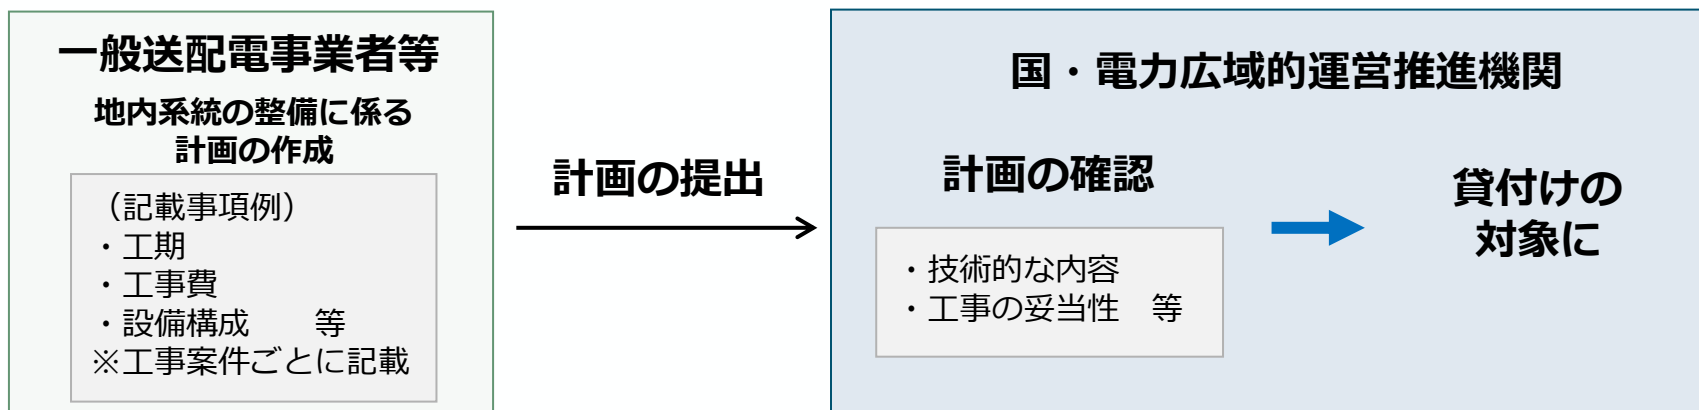 一般送配電事業者等
地内系統の整備に係る
計画の作成
（記載事項例）
・工期
・工事費
・設備構成　　等
※工事案件ごとに記載
計画の提出
国・電力広域的運営推進機関
計画の確認
・技術的な内容
・工事の妥当性　等
貸付けの
対象に